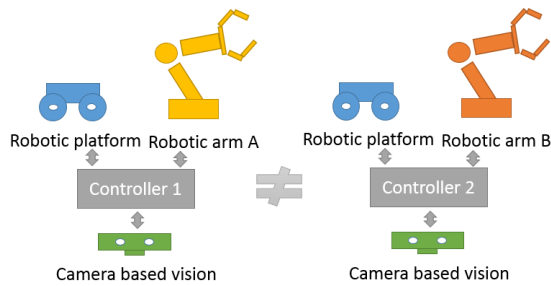 Robotic platform Robotic arm A
Controller 1
Camera based vision
≠
Robotic platform Robotic arm B
Controller 2
Camera based vision